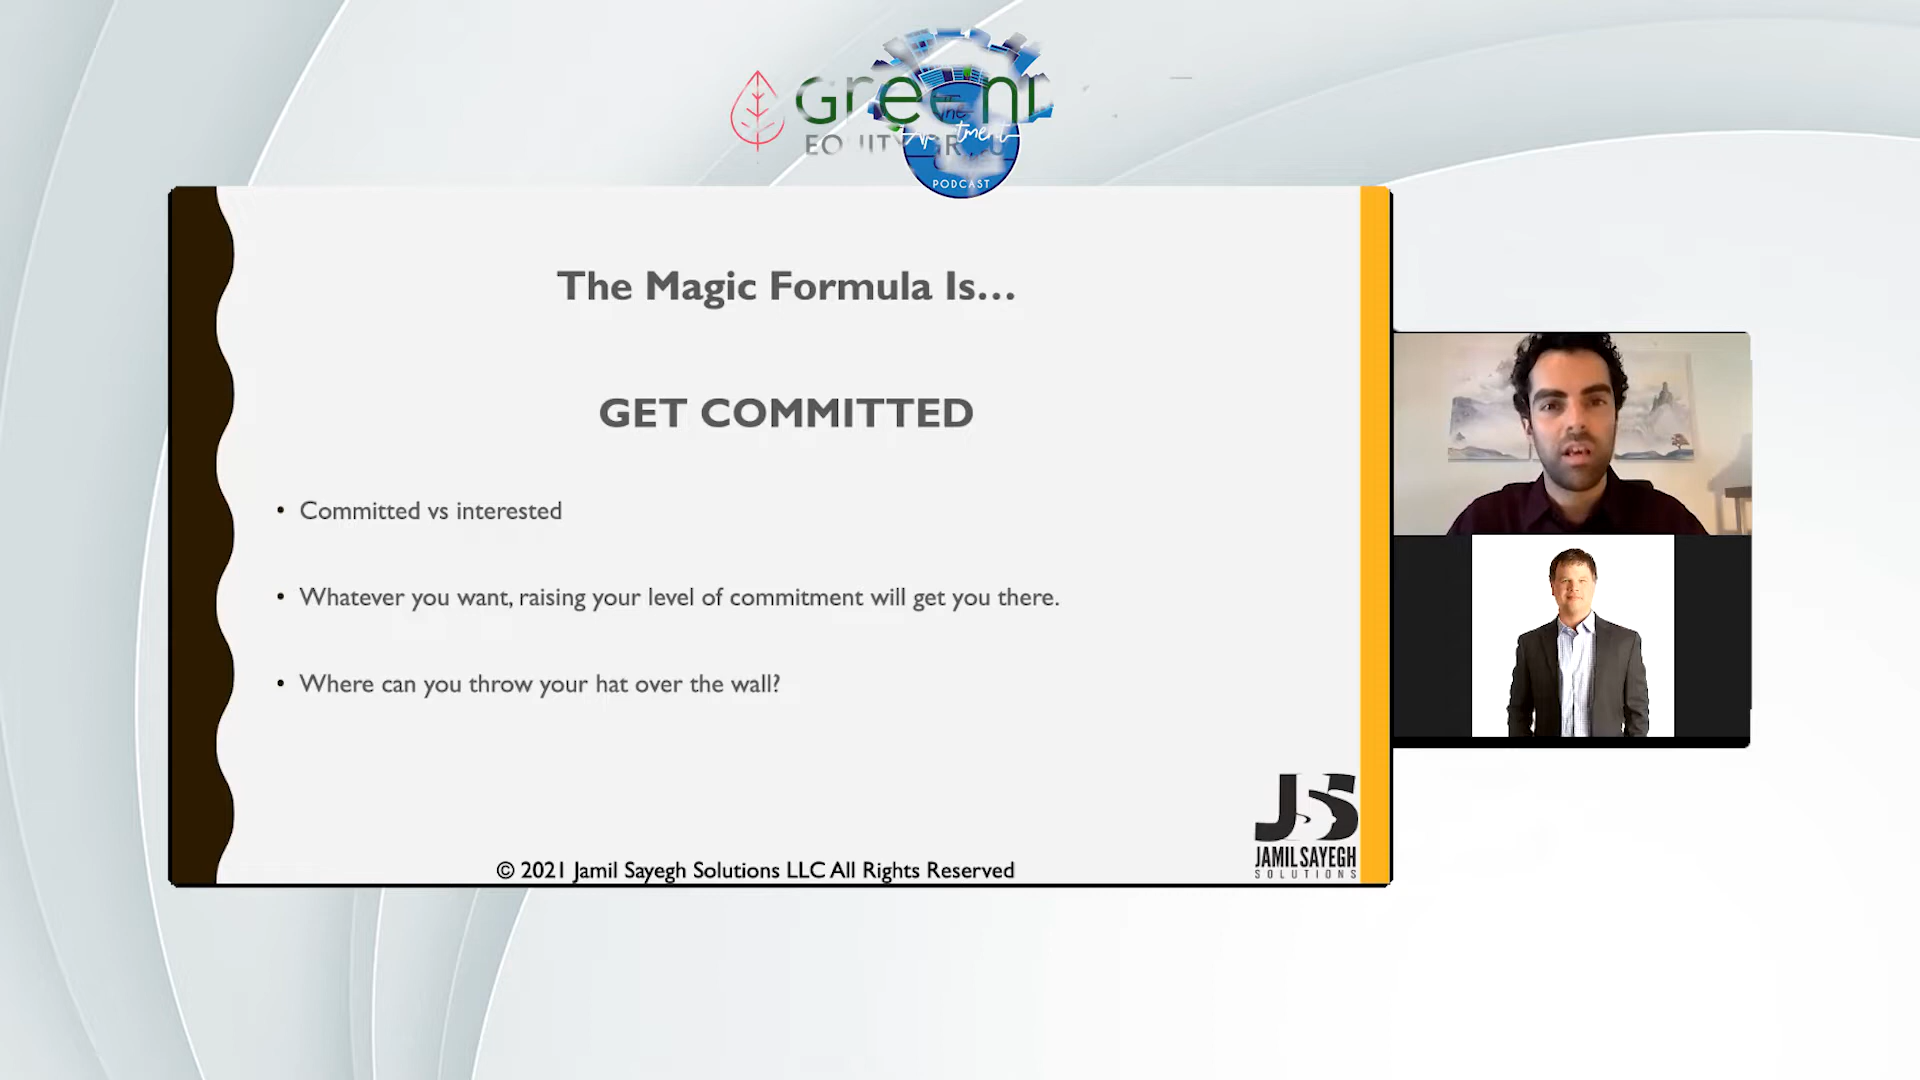 The
PODCAST
The Magic Formula Is...
GET COMMITTED
• Committed vs interested
• Whatever you want, raising your level of commitment will get you there.
• Where can you throw your hat over the wall?
JS
JAMIL SAYEGH
SOLUTIONS
© 2021 Jamil Sayegh Solutions LLC All Rights Reserved